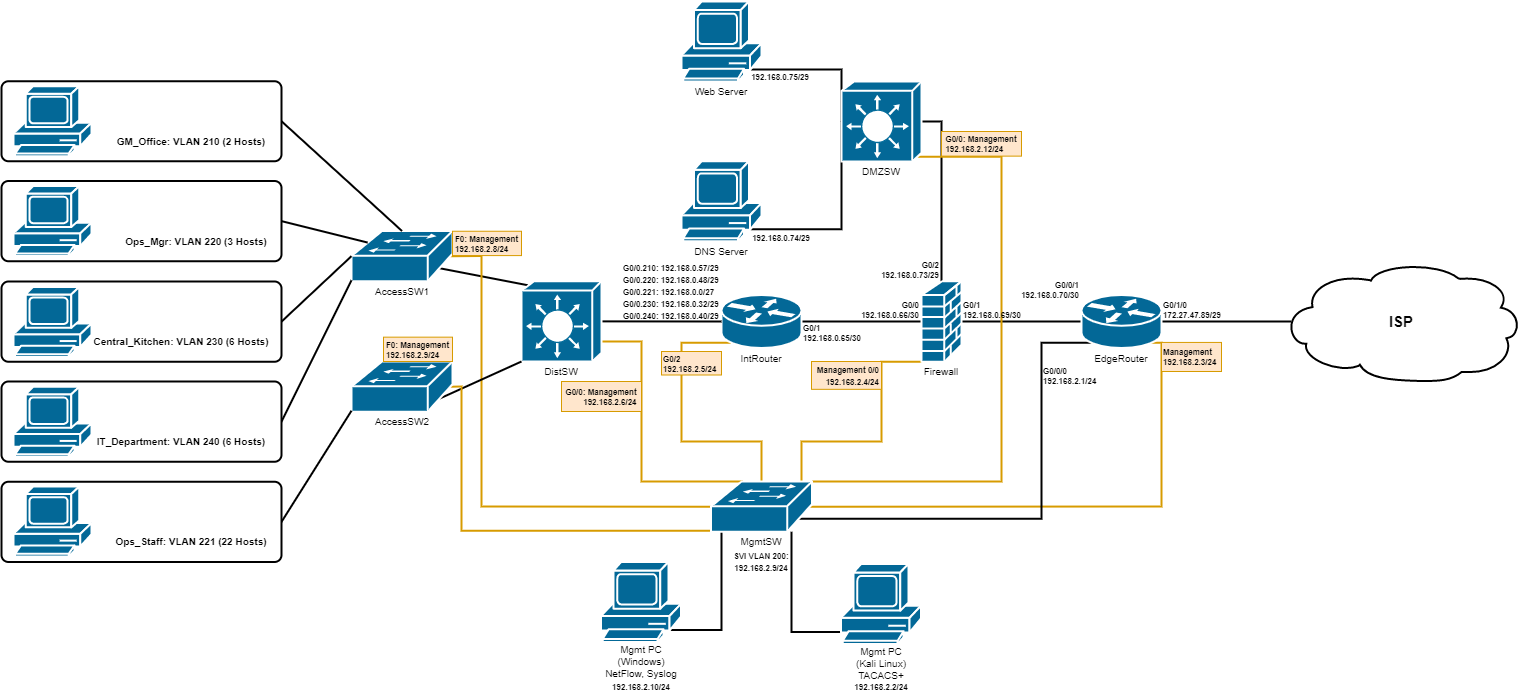 192.168.0.75/29
Web Server
GM_Office: VLAN 210 (2 Hosts)
G0/0: Management
192.168.2.12/24
DMZSW
Ops_Mgr: VLAN 220 (3 Hosts)
F0: Management
192.168.2.8/24
192.168.0.74/29
DNS Server
AccessSW1
G0/0.210: 192.168.0.57/29
G0/0.220: 192.168.0.48/29
G0/0.221: 192.168.0.0/27
G0/0.230: 192.168.0.32/29
G0/0.240: 192.168.0.40/29
G0/2
192.168.0.73/29
G0/0
192.168.0.66/30
G0/1
192.168.0.69/30
G0/0/1
192.168.0.70/30
G0/1/0
172.27.47.89/29
ISP
Central_Kitchen: VLAN 230 (6 Hosts)
F0: Management
192.168.2.9/24
DistSW
G0/1
192.168.0.65/30
IntRouter
G0/2
192.168.2.5/24
Management 0/0
192.168.2.4/24
Firewall
EdgeRouter
G0/0/0
192.168.2.1/24
Management
192.168.2.3/24
G0/0: Management
192.168.2.6/24
AccessSW2
IT_Department: VLAN 240 (6 Hosts)
Ops_Staff: VLAN 221 (22 Hosts)
MgmtSW
SVI VLAN 200:
192.168.2.9/24
Mgmt PC
(Windows)
NetFlow, Syslog
192.168.2.10/24
Mgmt PC
(Kali Linux)
TACACS+
192.168.2.2/24